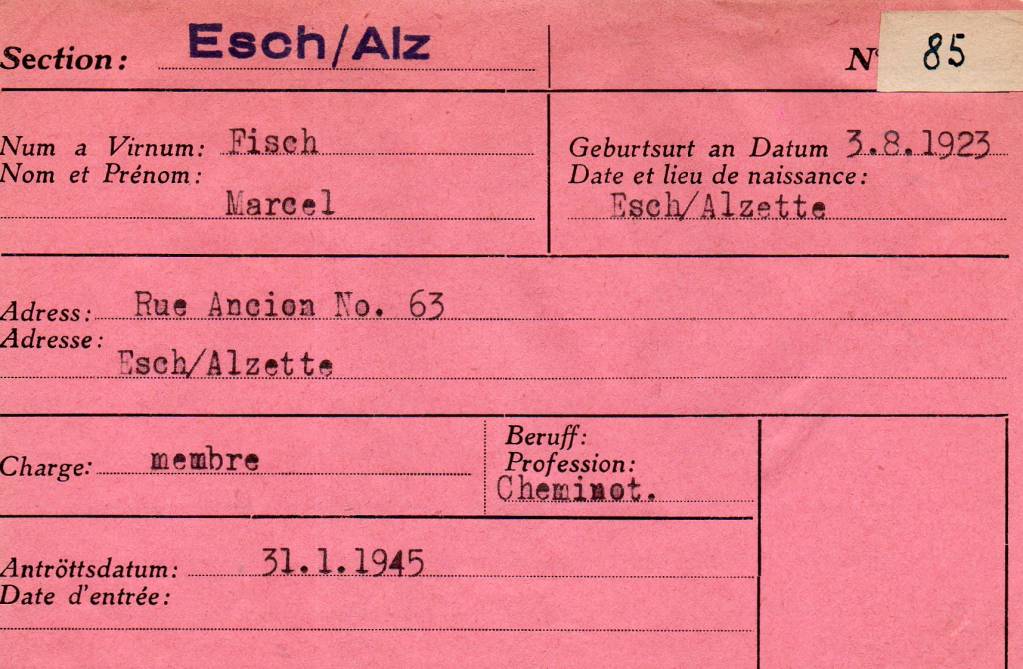 Section: Esch/Alz N° 85
Num a Virnum: Fisch
Nom et Prénom:
Marcel
Geburtsurt an Datum 3.8.1923
Date et lieu de naissance:
Esch/Alzette
Adress: Rue Ancion No. 63
Adresse:
Esch/Alzette
Charge: membre
Beruff:
Profession:
Cheminot.
Antröttsdatum: 31.1.1945
Date d'entrée: